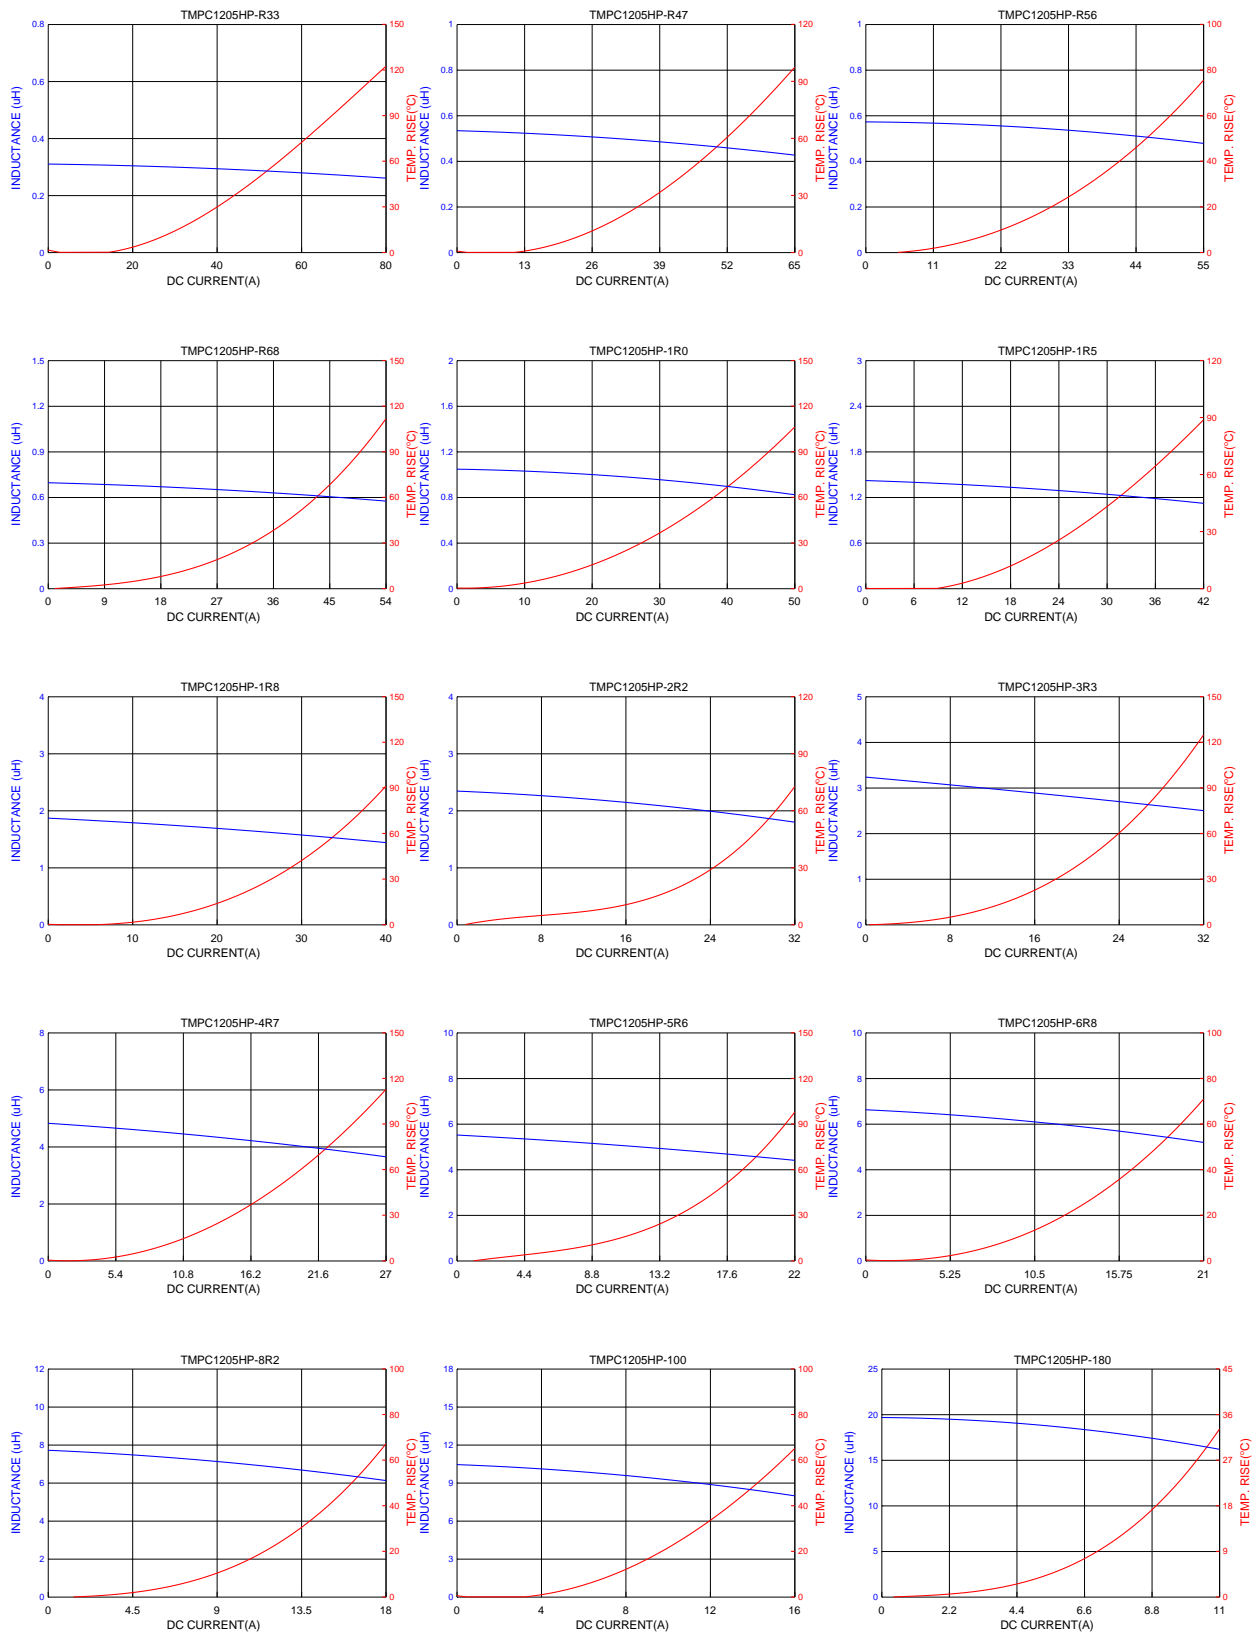 TMPC1205HP-R33
INDUCTANCE (uH)
0.8
0.6
0.4
0.2
0
150
120
90
60
30
0
TEMP. RISE(°C)
0 20 40 60 80
DC CURRENT(A)
TMPC1205HP-R47
INDUCTANCE (uH)
1
0.8
0.6
0.4
0.2
0
120
90
60
30
0
TEMP. RISE(°C)
0 13 26 39 52 65
DC CURRENT(A)
TMPC1205HP-R56
INDUCTANCE (uH)
1
0.8
0.6
0.4
0.2
0
100
80
60
40
20
0
TEMP. RISE(°C)
0 11 22 33 44 55
DC CURRENT(A)
TMPC1205HP-R68
INDUCTANCE (uH)
1.5
1.2
0.9
0.6
0.3
0
150
120
90
60
30
0
TEMP. RISE(°C)
0 9 18 27 36 45 54
DC CURRENT(A)
TMPC1205HP-1R0
INDUCTANCE (uH)
2
1.6
1.2
0.8
0.4
0
150
120
90
60
30
0
TEMP. RISE(°C)
0 10 20 30 40 50
DC CURRENT(A)
TMPC1205HP-1R5
INDUCTANCE (uH)
3
2.4
1.8
1.2
0.6
0
120
90
60
30
0
TEMP. RISE(°C)
0 6 12 18 24 30 36 42
DC CURRENT(A)
TMPC1205HP-1R8
INDUCTANCE (uH)
4
3
2
1
0
150
120
90
60
30
0
TEMP. RISE(°C)
0 10 20 30 40
DC CURRENT(A)
TMPC1205HP-2R2
INDUCTANCE (uH)
4
3
2
1
0
120
90
60
30
0
TEMP. RISE(°C)
0 8 16 24 32
DC CURRENT(A)
TMPC1205HP-3R3
INDUCTANCE (uH)
5
4
3
2
1
0
150
120
90
60
30
0
TEMP. RISE(°C)
0 8 16 24 32
DC CURRENT(A)
TMPC1205HP-4R7
INDUCTANCE (uH)
8
6
4
2
0
150
120
90
60
30
0
TEMP. RISE(°C)
0 5.4 10.8 16.2 21.6 27
DC CURRENT(A)
TMPC1205HP-5R6
INDUCTANCE (uH)
10
8
6
4
2
0
150
120
90
60
30
0
TEMP. RISE(°C)
0 4.4 8.8 13.2 17.6 22
DC CURRENT(A)
TMPC1205HP-6R8
INDUCTANCE (uH)
10
8
6
4
2
0
100
80
60
40
20
0
TEMP. RISE(°C)
0 5.25 10.5 15.75 21
DC CURRENT(A)
TMPC1205HP-8R2
INDUCTANCE (uH)
12
10
8
6
4
2
0
100
80
60
40
20
0
TEMP. RISE(°C)
0 4.5 9 13.5 18
DC CURRENT(A)
TMPC1205HP-100
INDUCTANCE (uH)
18
15
12
9
6
3
0
100
80
60
40
20
0
TEMP. RISE(°C)
0 4 8 12 16
DC CURRENT(A)
TMPC1205HP-180
INDUCTANCE (uH)
25
20
15
10
5
0
45
36
27
18
9
0
TEMP. RISE(°C)
0 2.2 4.4 6.6 8.8 11
DC CURRENT(A)